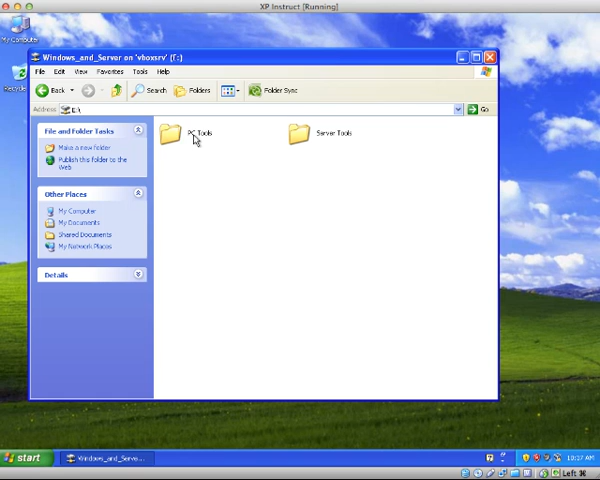 XP Instruct [Running]
My Computer
Windows_and_Server on 'vboxsrv' (E:)
File Edit View Favorites Tools Help
Back Search Folders Folder Sync
Address E:\ Go
File and Folder Tasks
Make a new folder
Publish this folder to the
Web
Other Places
My Computer
My Documents
Shared Documents
My Network Places
Details
PC Tools
Server Tools
start
Windows_and_Serve...
10:37 AM
Left ⌘